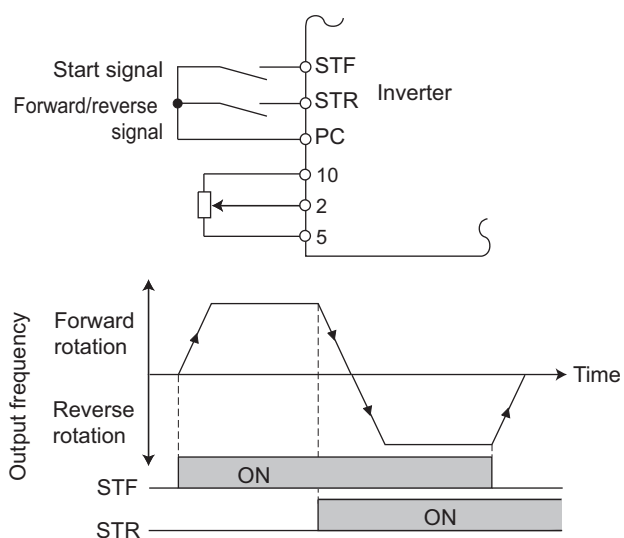 Start signal
STF
Forward/reverse
signal
STR
Inverter
PC
10
2
5
Output frequency
Forward
rotation
Time
Reverse
rotation
ON
STF
ON
STR